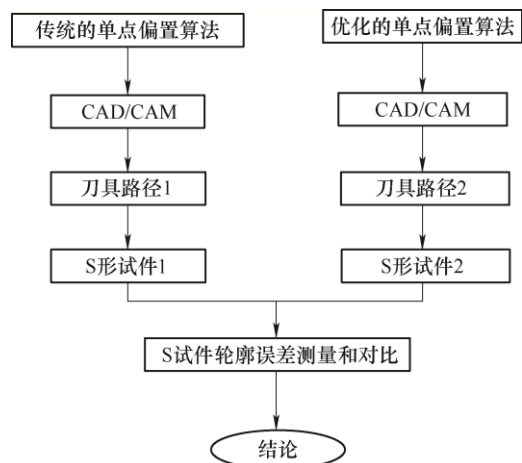 传统的单点偏置算法
优化的单点偏置算法
CAD/CAM
CAD/CAM
刀具路径1
刀具路径2
S形试件1
S形试件2
S试件轮廓误差测量和对比
结论